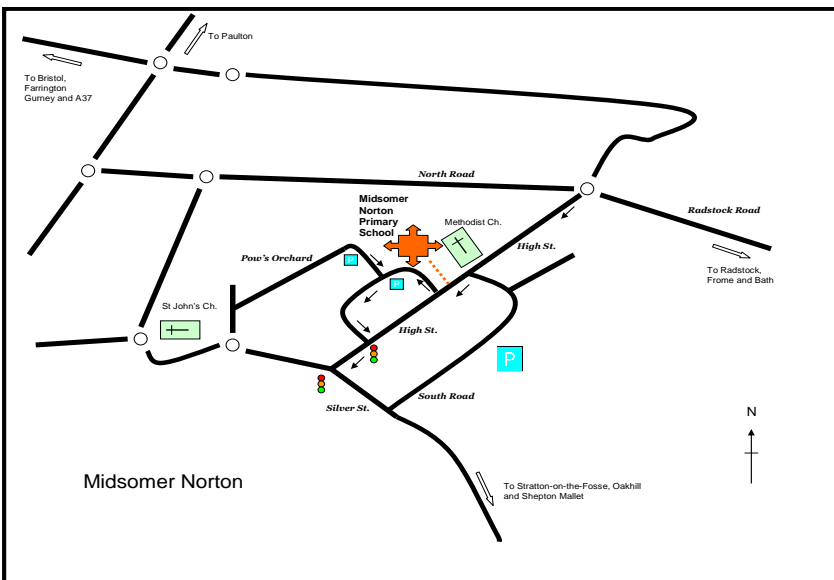 To Paulton
To Bristol,
Farrington
Gurney and A37
North Road
Midsomer
Norton
Primary
School
Methodist Ch.
Radstock Road
High St.
Pow's Orchard
P
P
To Radstock,
Frome and Bath
St John's Ch.
High St.
P
South Road
Silver St.
N
Midsomer Norton
To Stratton-on-the-Fosse, Oakhill
and Shepton Mallet